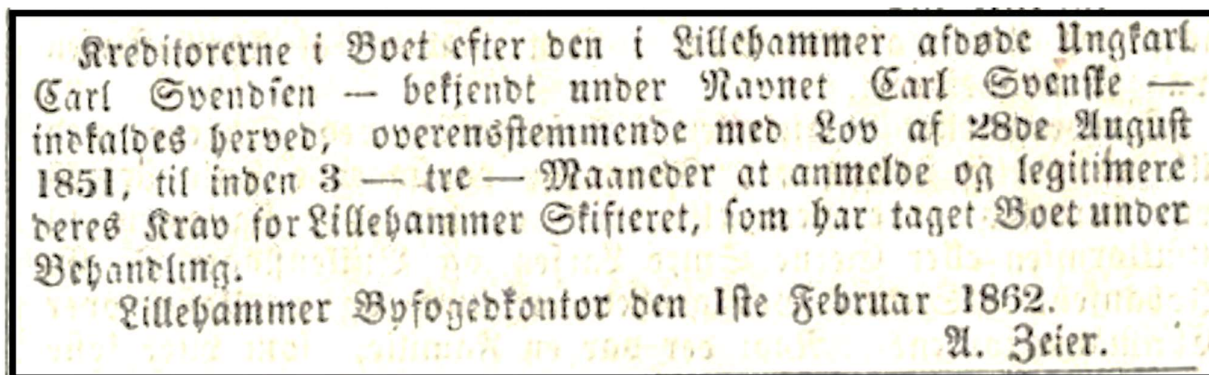 Kreditorerne i Boet efter den i Lillehammer afdøde Ungkarl
Carl Svendsen — bekjendt under Navnet Carl Svenske —
indkaldes herved, overensstemmende med Lov af 28de August
1851, til inden 3 — tre — Maaneder at anmelde og legitimere
deres Krav for Lillehammer Skifteret, som har taget Boet under
Behandling.
Lillehammer Byfogedkontor den 1ste Februar 1862.
A. Zeier.